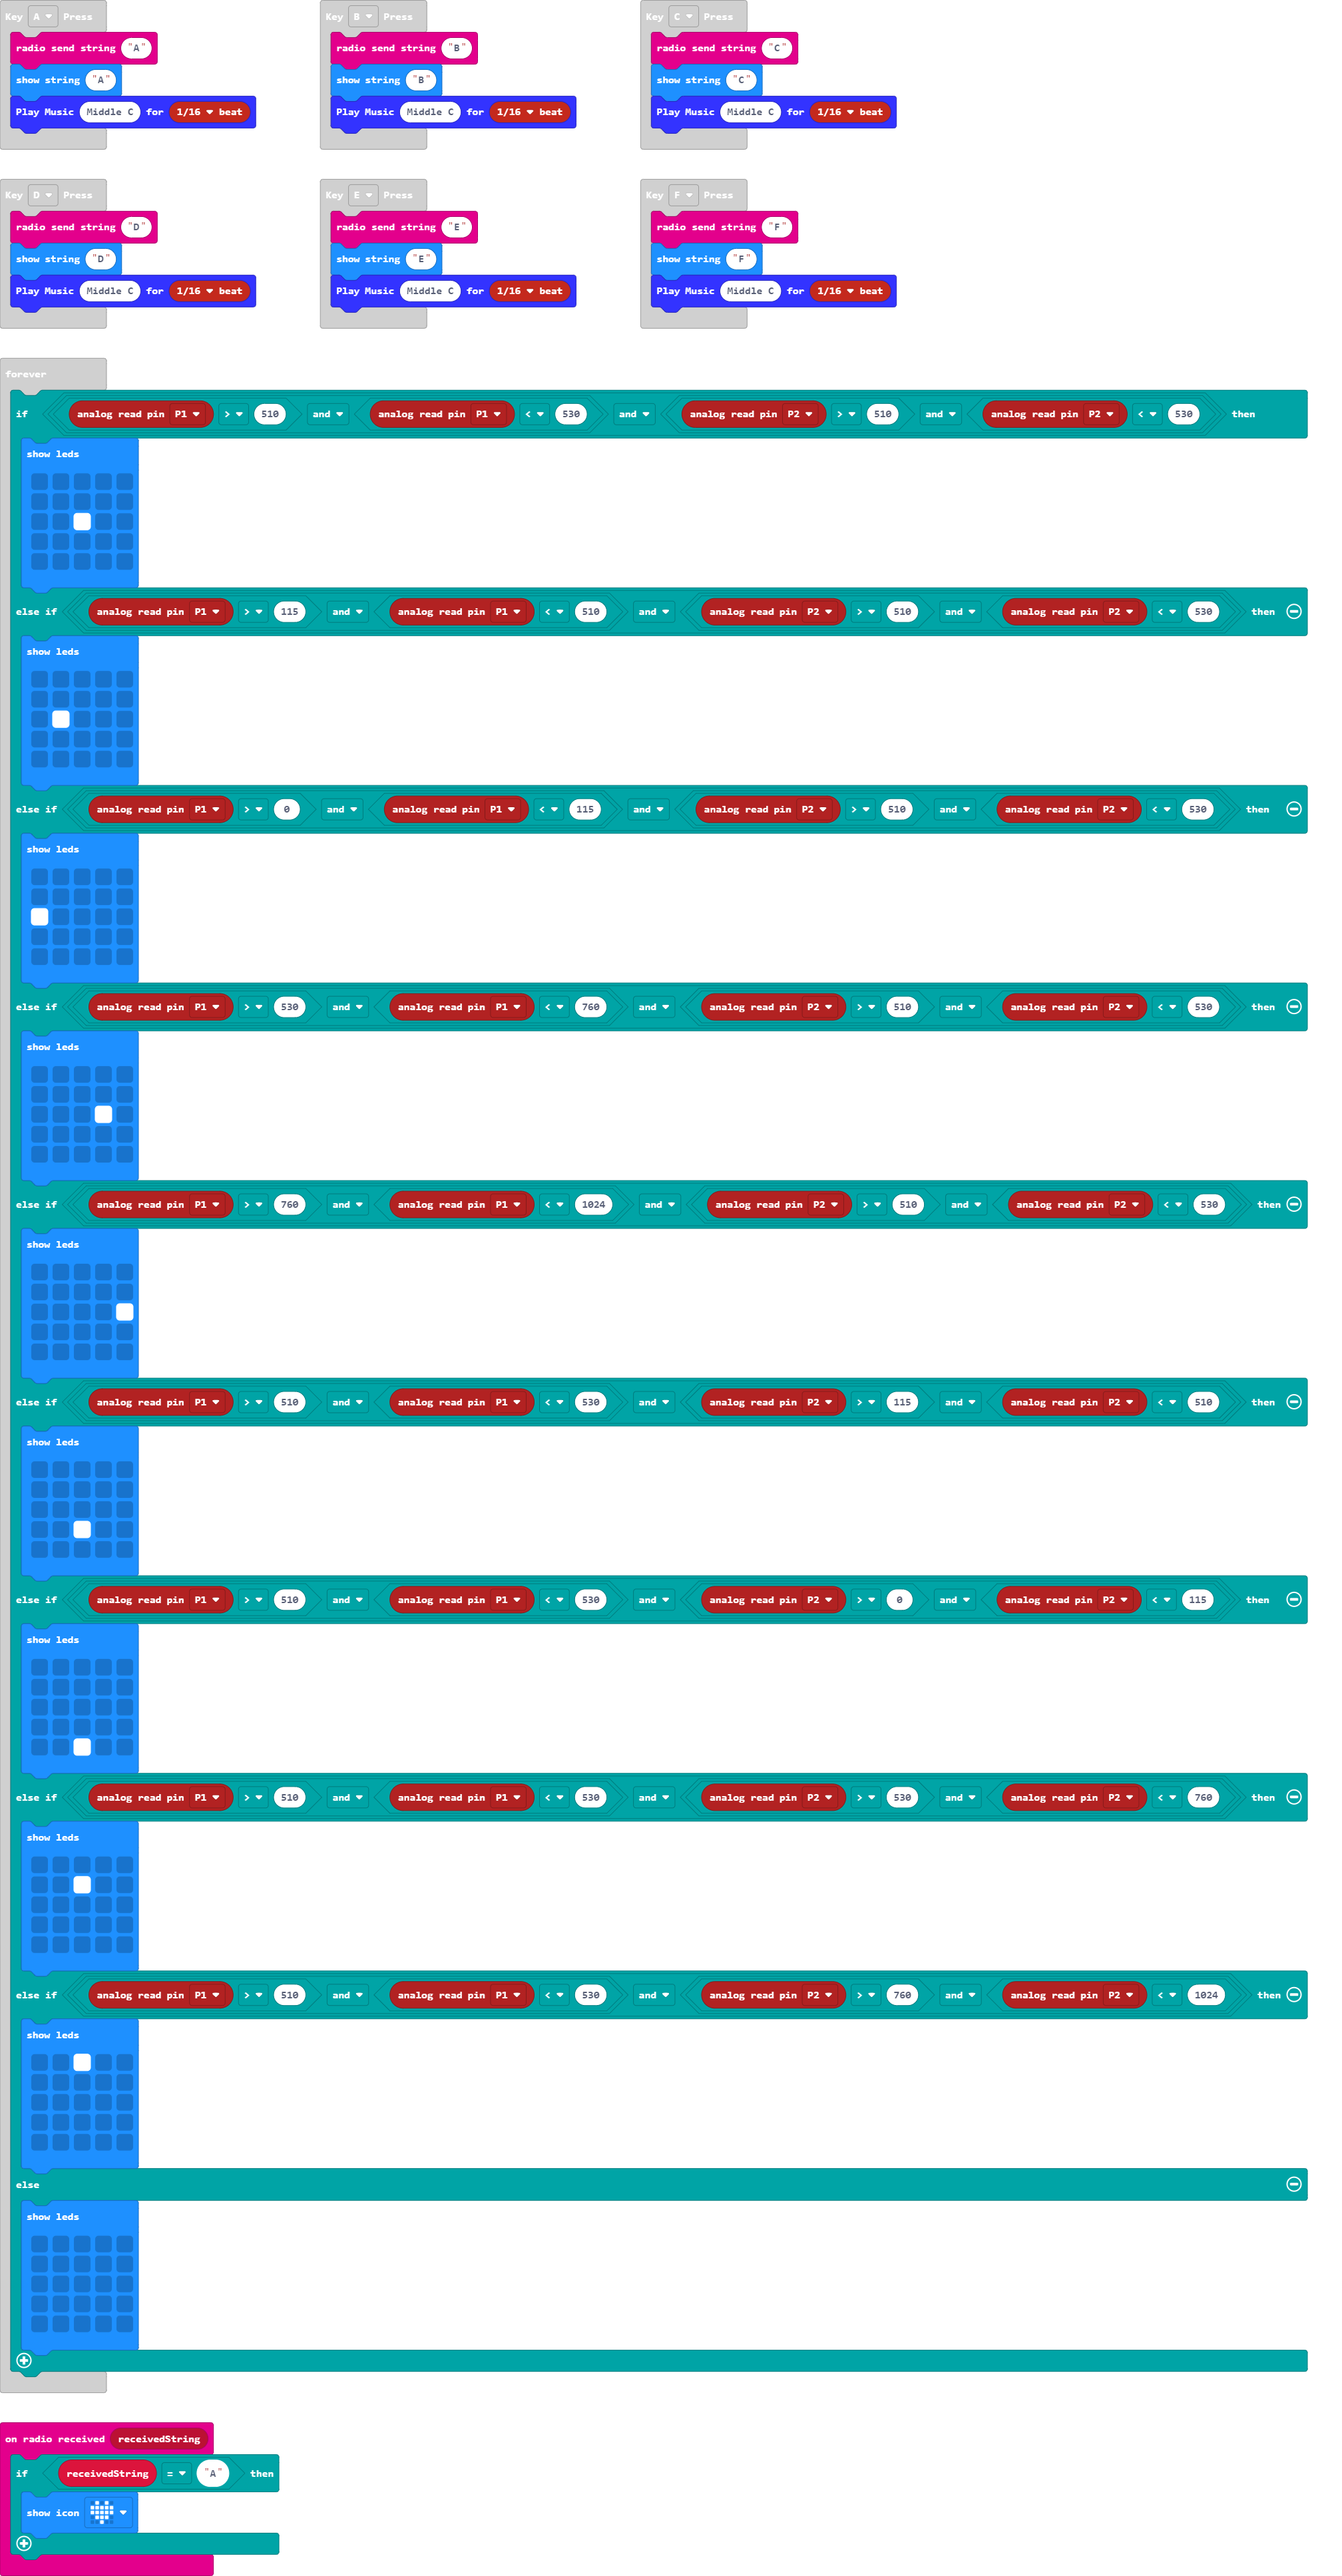 Key A Press
radio send string "A"
show string "A"
Play Music Middle C for 1/16 beat
Key B Press
radio send string "B"
show string "B"
Play Music Middle C for 1/16 beat
Key C Press
radio send string "C"
show string "C"
Play Music Middle C for 1/16 beat
Key D Press
radio send string "D"
show string "D"
Play Music Middle C for 1/16 beat
Key E Press
radio send string "E"
show string "E"
Play Music Middle C for 1/16 beat
Key F Press
radio send string "F"
show string "F"
Play Music Middle C for 1/16 beat
forever
if analog read pin P1 > 510 and analog read pin P1 < 530 and analog read pin P2 > 510 and analog read pin P2 < 530 then
show leds
else if analog read pin P1 > 115 and analog read pin P1 < 510 and analog read pin P2 > 510 and analog read pin P2 < 530 then
show leds
else if analog read pin P1 > 0 and analog read pin P1 < 115 and analog read pin P2 > 510 and analog read pin P2 < 530 then
show leds
else if analog read pin P1 > 530 and analog read pin P1 < 760 and analog read pin P2 > 510 and analog read pin P2 < 530 then
show leds
else if analog read pin P1 > 760 and analog read pin P1 < 1024 and analog read pin P2 > 510 and analog read pin P2 < 530 then
show leds
else if analog read pin P1 > 510 and analog read pin P1 < 530 and analog read pin P2 > 115 and analog read pin P2 < 510 then
show leds
else if analog read pin P1 > 510 and analog read pin P1 < 530 and analog read pin P2 > 0 and analog read pin P2 < 115 then
show leds
else if analog read pin P1 > 510 and analog read pin P1 < 530 and analog read pin P2 > 530 and analog read pin P2 < 760 then
show leds
else if analog read pin P1 > 510 and analog read pin P1 < 530 and analog read pin P2 > 760 and analog read pin P2 < 1024 then
show leds
else
show leds
on radio received receivedString
if receivedString = "A" then
show icon